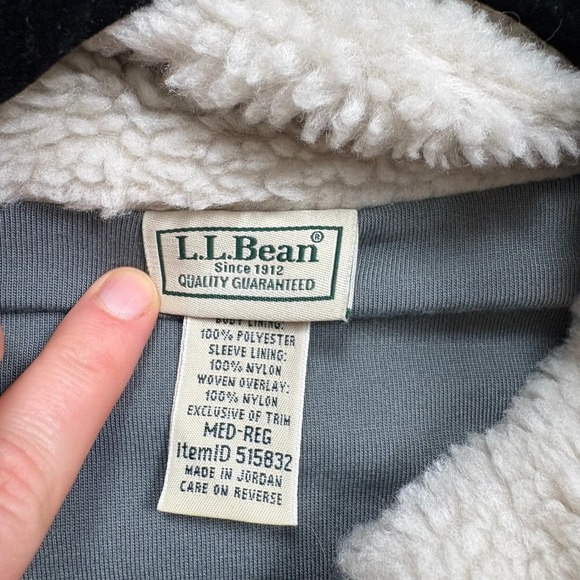 L.L.Bean®
Since 1912
QUALITY GUARANTEED
BODY LINING:
100% POLYESTER
SLEEVE LINING:
100% NYLON
WOVEN OVERLAY:
100% NYLON
EXCLUSIVE OF TRIM
MED-REG
ItemID 515832
MADE IN JORDAN
CARE ON REVERSE